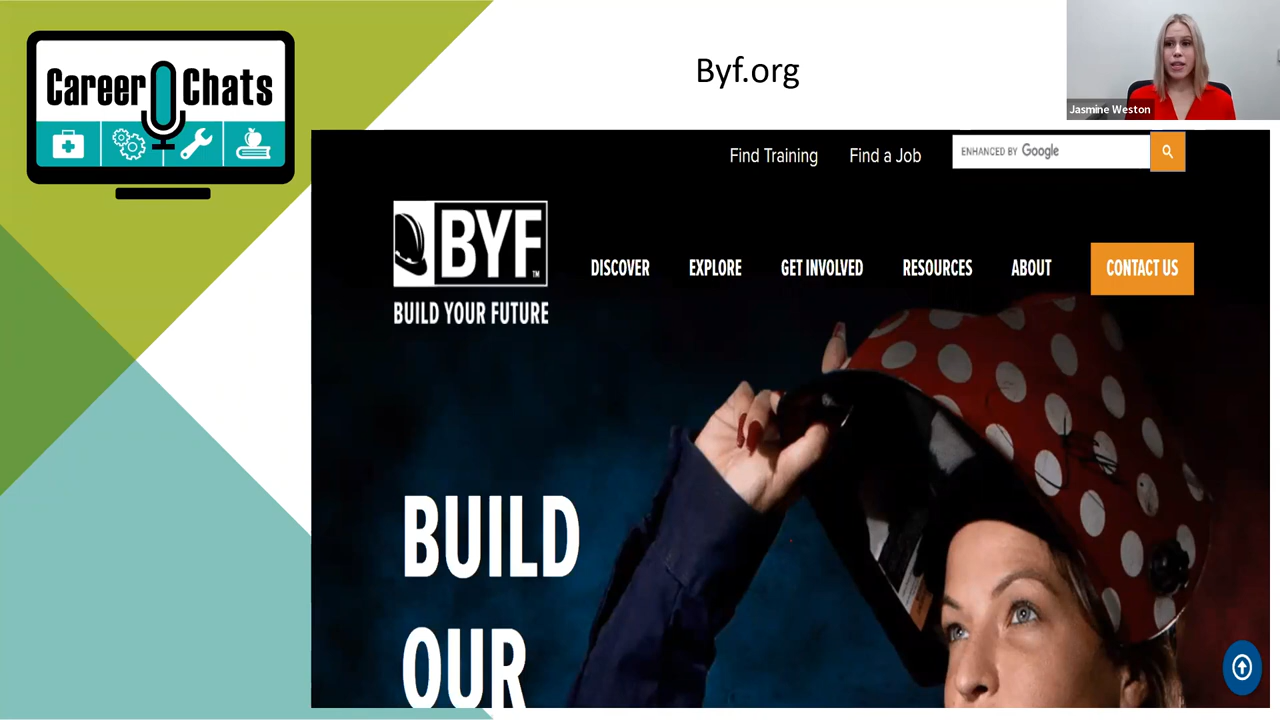 Career Chats
Byf.org
Jasmine Weston
Find Training Find a Job ENHANCED BY Google
BYF™
BUILD YOUR FUTURE
DISCOVER EXPLORE GET INVOLVED RESOURCES ABOUT CONTACT US
BUILD
OUR